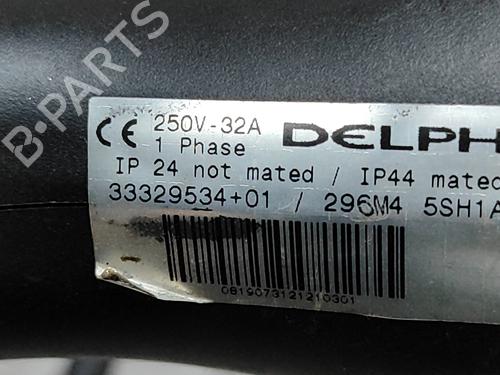 B-PARTS
CE 250V-32A DELPH
1 Phase
IP 24 not mated / IP44 mated
33329534+01 / 296M4 5SH1A
0819073121210301